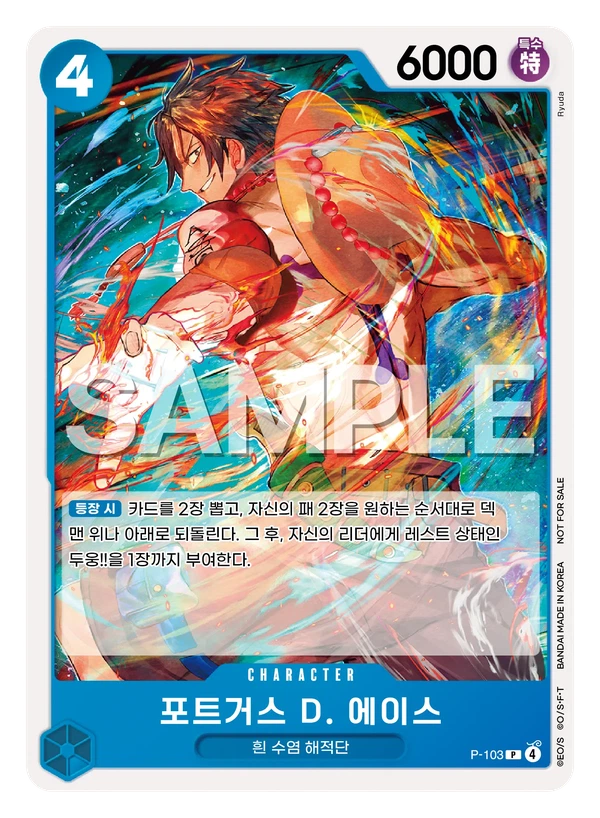 4
6000
특수
特
Ryuda
SAMPLE
등장 시 카드를 2장 뽑고, 자신의 패 2장을 원하는 순서대로 덱
맨 위나 아래로 되돌린다. 그 후, 자신의 리더에게 레스트 상태인
두웅!!을 1장까지 부여한다.
CHARACTER
포트거스 D. 에이스
흰 수염 해적단
P-103 P 4
©EO/S ©O/S·F·T BANDAI MADE IN KOREA NOT FOR SALE